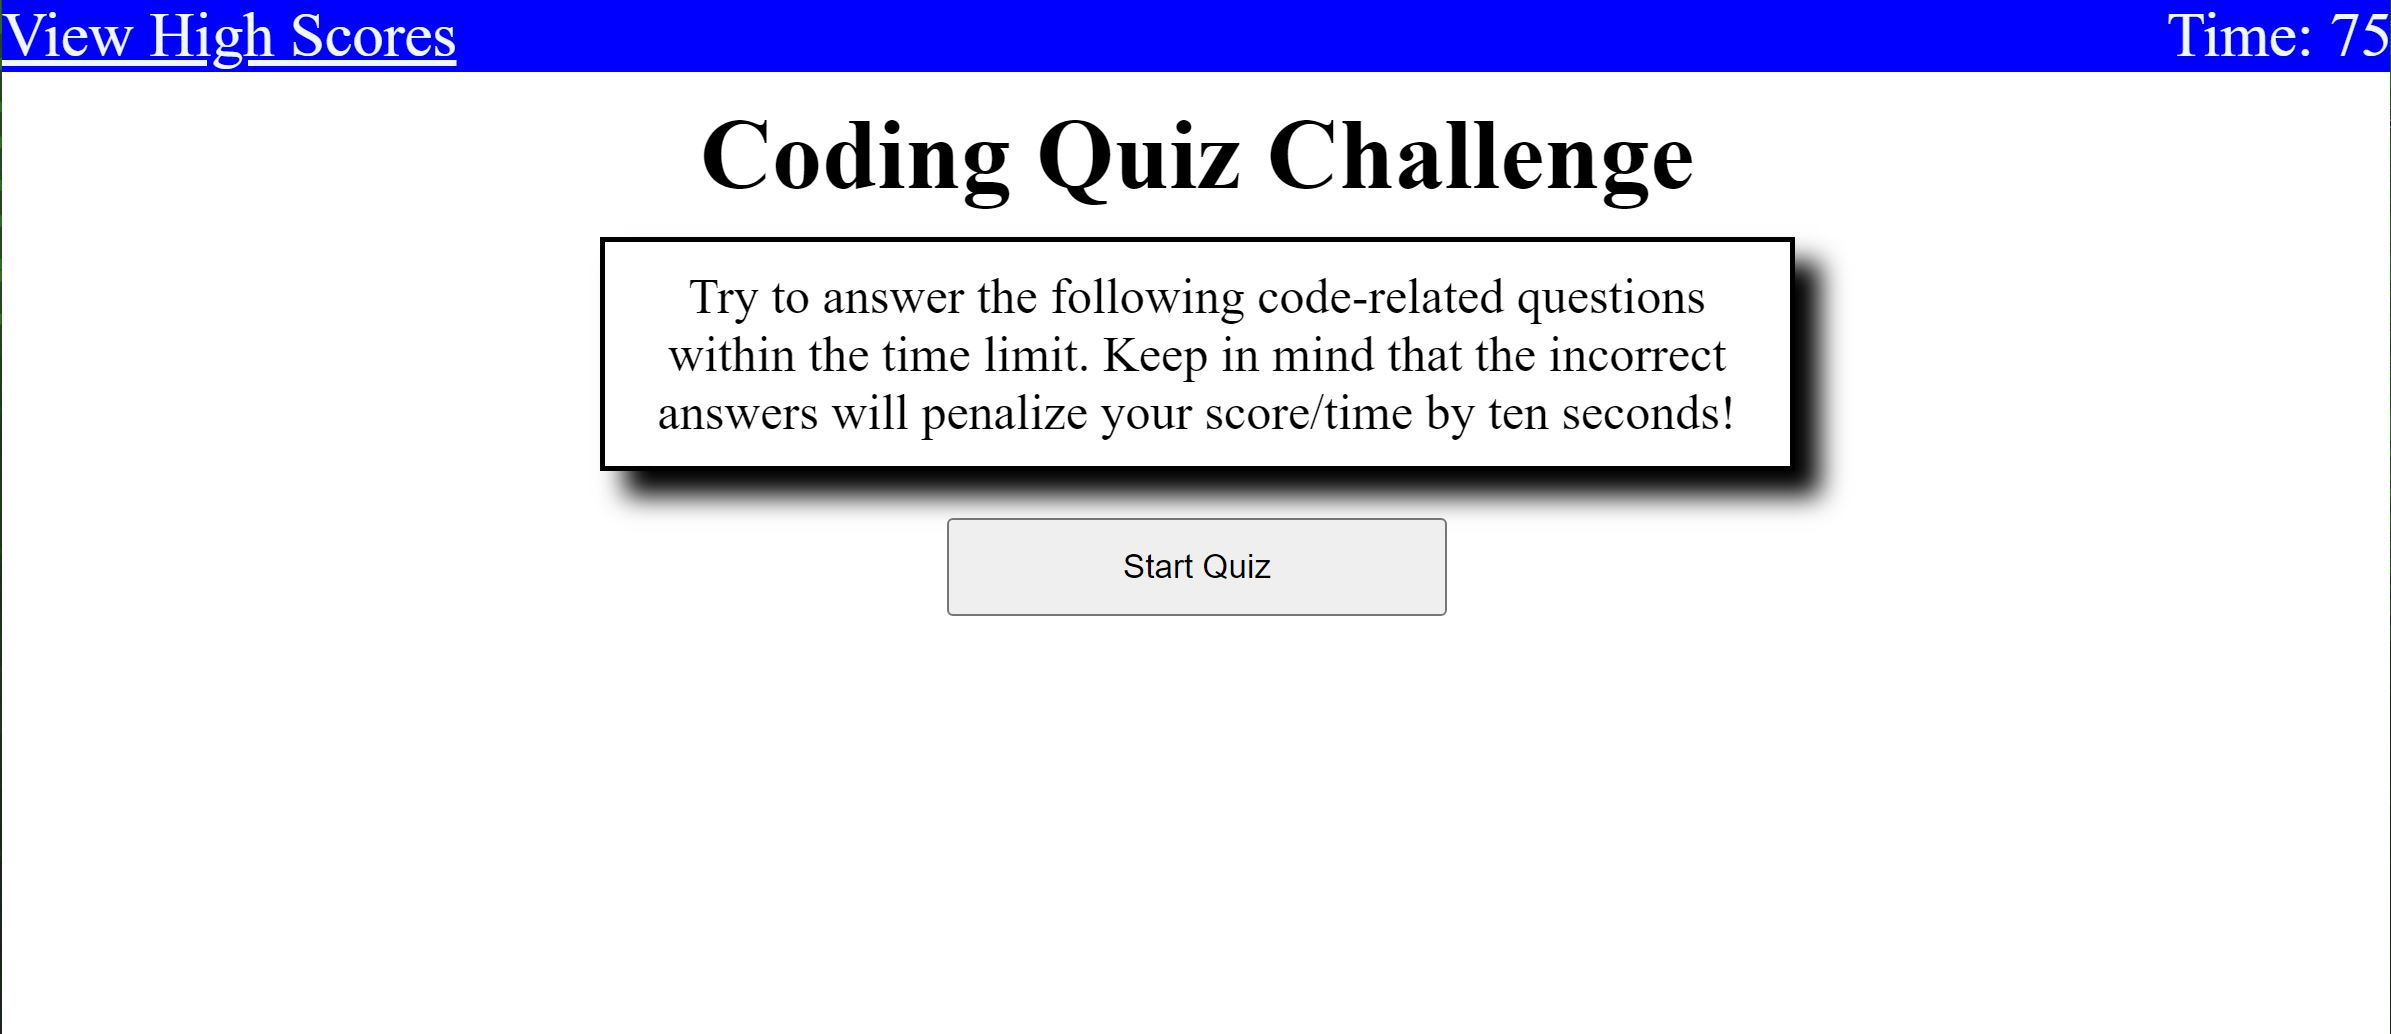 View High Scores
Time: 75
Coding Quiz Challenge
Try to answer the following code-related questions
within the time limit. Keep in mind that the incorrect
answers will penalize your score/time by ten seconds!
Start Quiz